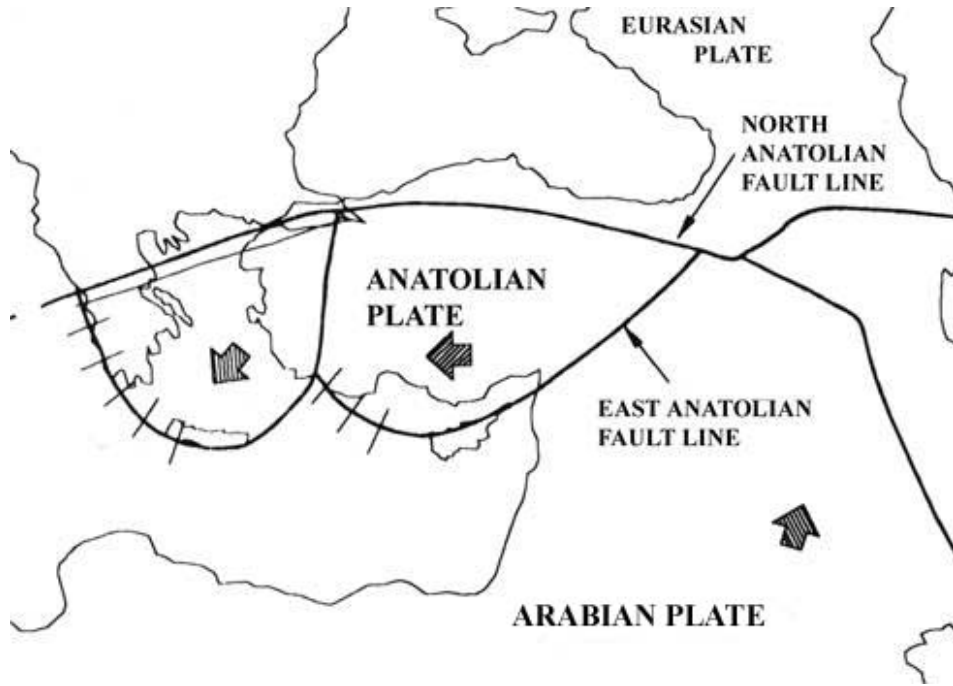 EURASIAN
PLATE
NORTH
ANATOLIAN
FAULT LINE
ANATOLIAN
PLATE
EAST ANATOLIAN
FAULT LINE
ARABIAN PLATE